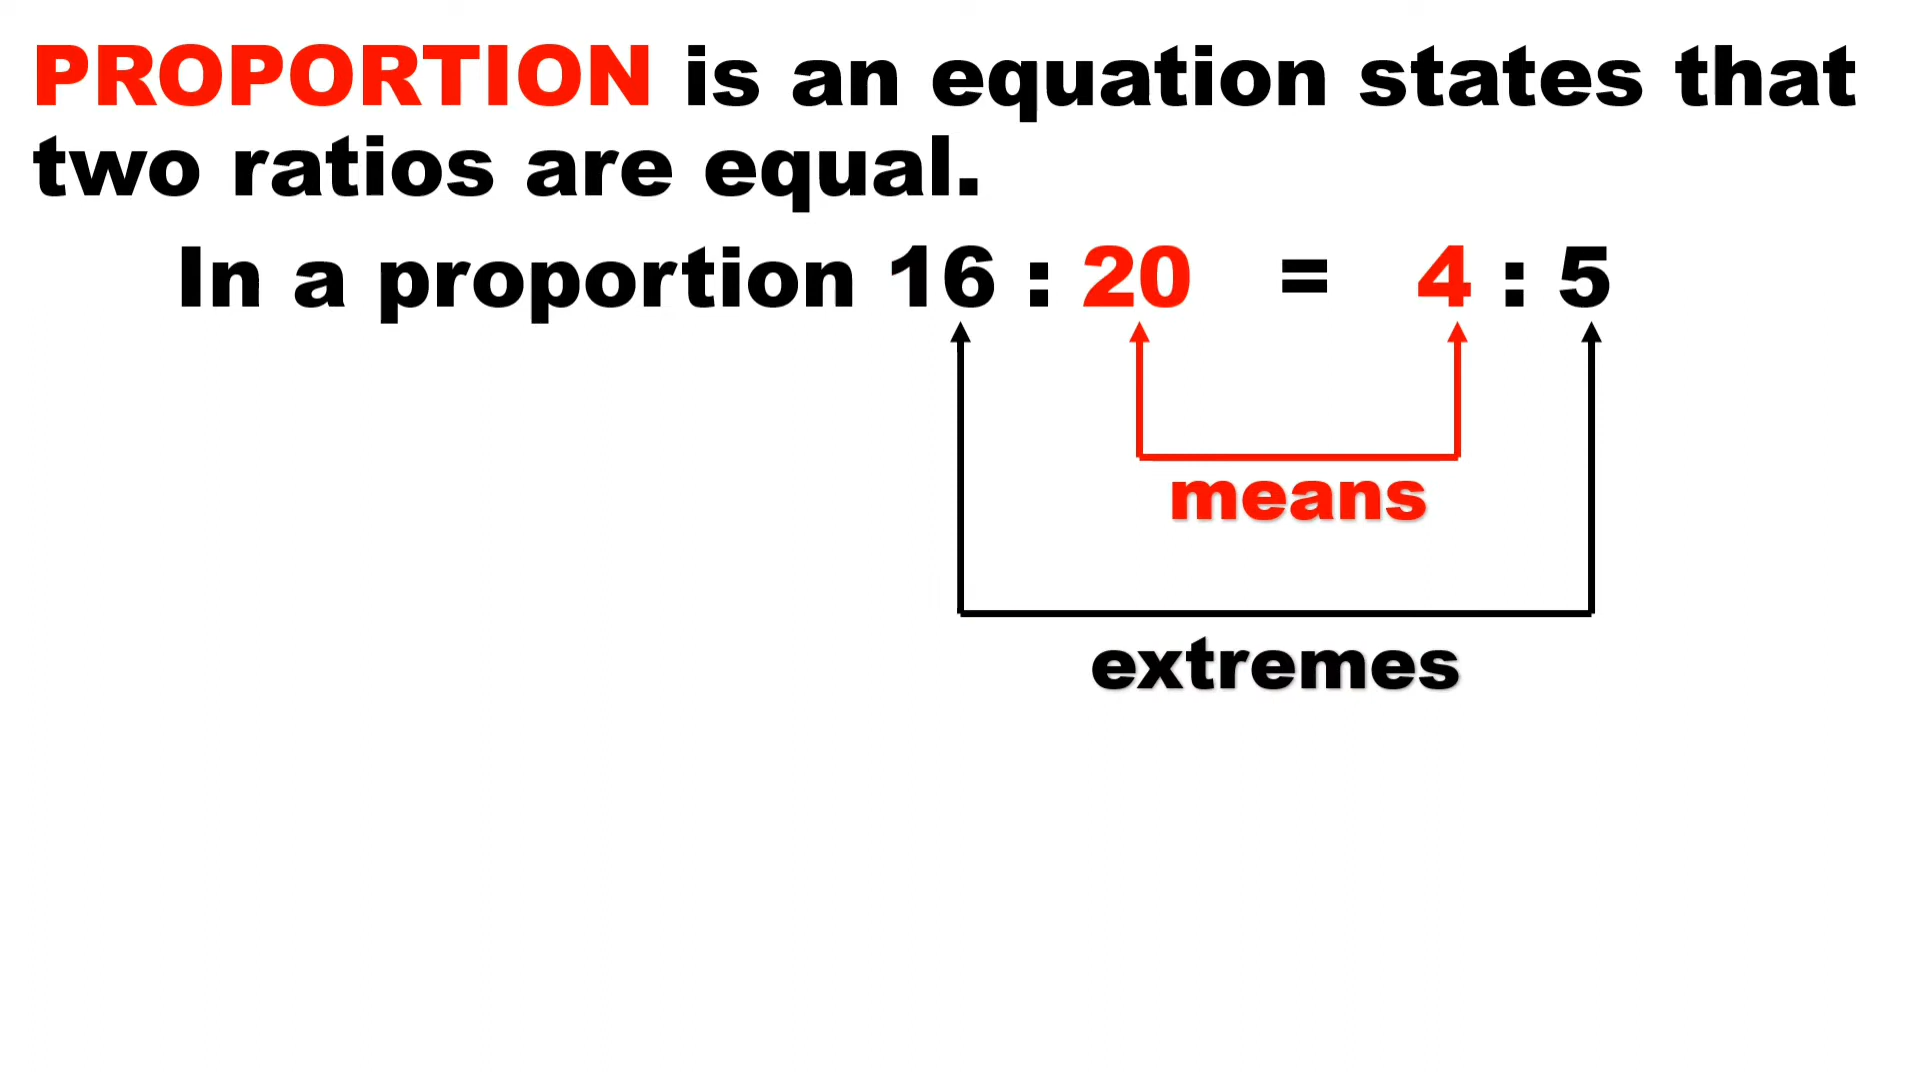 PROPORTION is an equation states that
two ratios are equal.
In a proportion 16 : 20 = 4 : 5
means
extremes